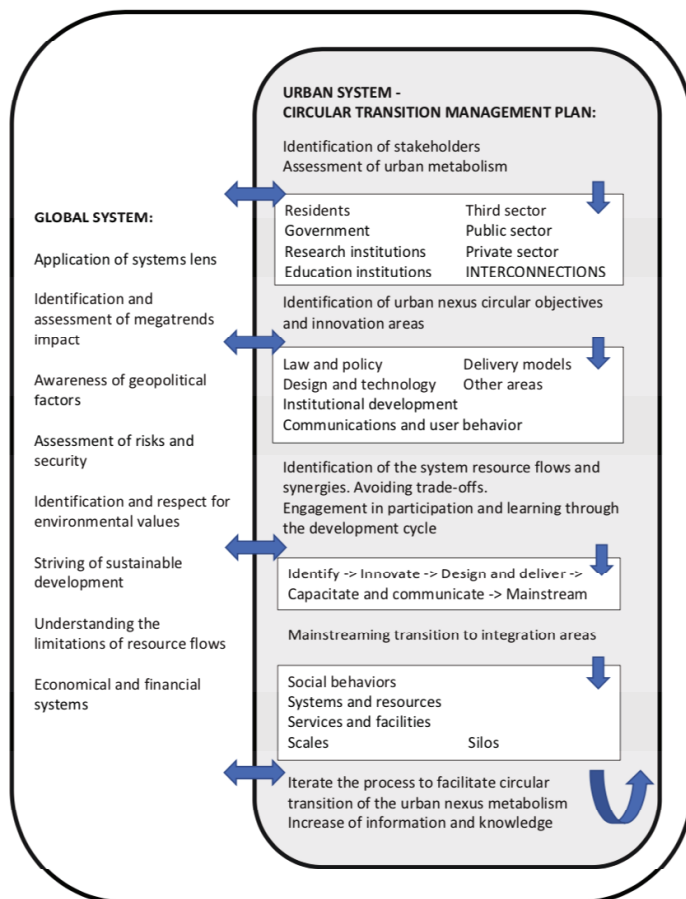 GLOBAL SYSTEM:
Application of systems lens
Identification and
assessment of megatrends
impact
Awareness of geopolitical
factors
Assessment of risks and
security
Identification and respect for
environmental values
Striving of sustainable
development
Understanding the
limitations of resource flows
Economical and financial
systems
URBAN SYSTEM -
CIRCULAR TRANSITION MANAGEMENT PLAN:
Identification of stakeholders
Assessment of urban metabolism
Residents Third sector
Government Public sector
Research institutions Private sector
Education institutions INTERCONNECTIONS
Identification of urban nexus circular objectives
and innovation areas
Law and policy Delivery models
Design and technology Other areas
Institutional development
Communications and user behavior
Identification of the system resource flows and
synergies. Avoiding trade-offs.
Engagement in participation and learning through
the development cycle
Identify -> Innovate -> Design and deliver ->
Capacitate and communicate -> Mainstream
Mainstreaming transition to integration areas
Social behaviors
Systems and resources
Services and facilities
Scales Silos
Iterate the process to facilitate circular
transition of the urban nexus metabolism
Increase of information and knowledge